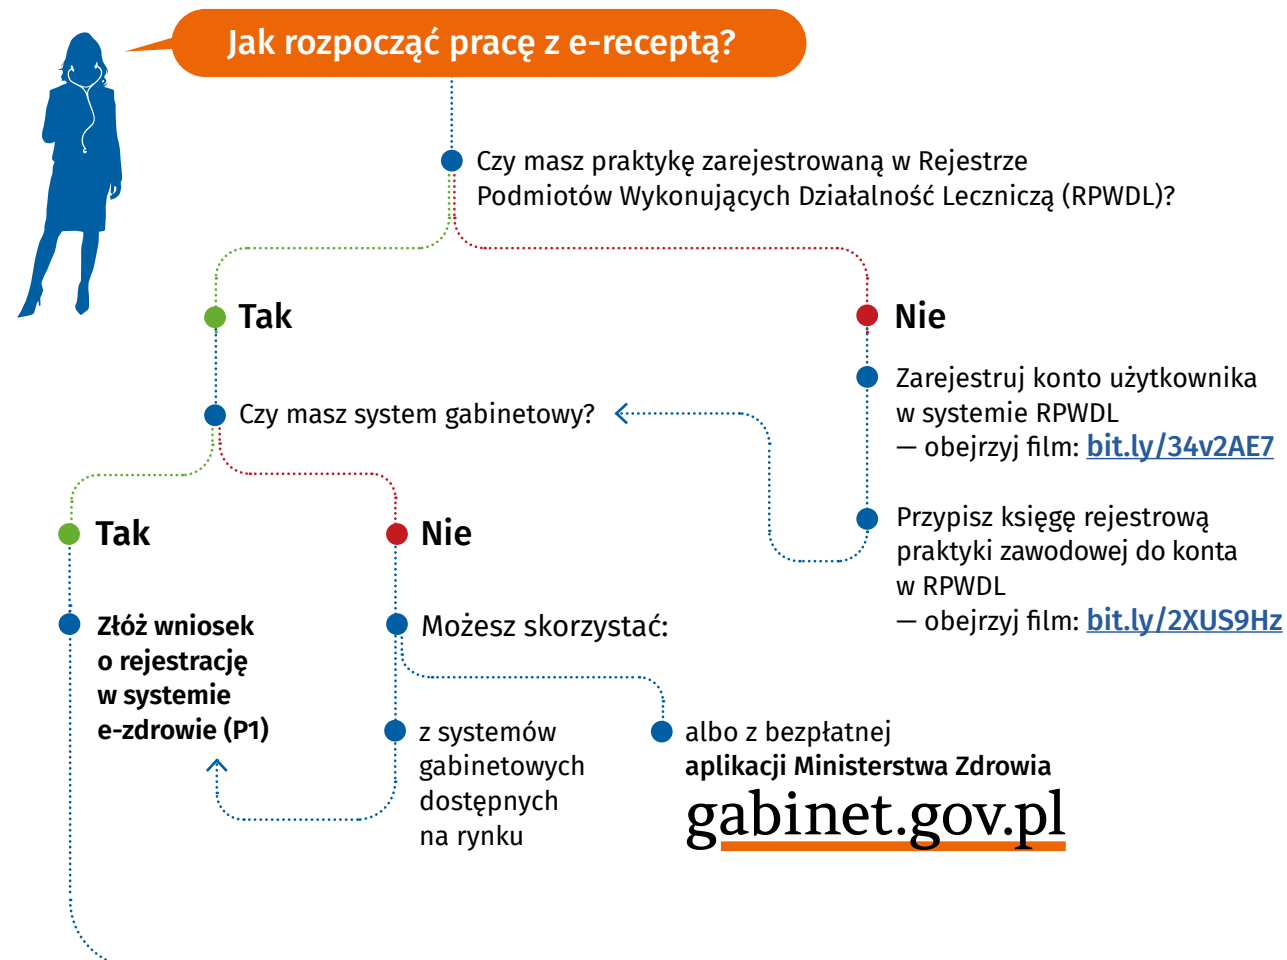 Jak rozpocząć pracę z e-receptą?
Czy masz praktykę zarejestrowaną w Rejestrze
Podmiotów Wykonujących Działalność Leczniczą (RPWDL)?
Tak
Nie
Czy masz system gabinetowy?
Zarejestruj konto użytkownika
w systemie RPWDL
— obejrzyj film: bit.ly/34v2AE7
Przypisz księgę rejestrową
praktyki zawodowej do konta
w RPWDL
— obejrzyj film: bit.ly/2XUS9Hz
Tak
Nie
Złóż wniosek
o rejestrację
w systemie
e-zdrowie (P1)
Możesz skorzystać:
z systemów
gabinetowych
dostępnych
na rynku
albo z bezpłatnej
aplikacji Ministerstwa Zdrowia
gabinet.gov.pl